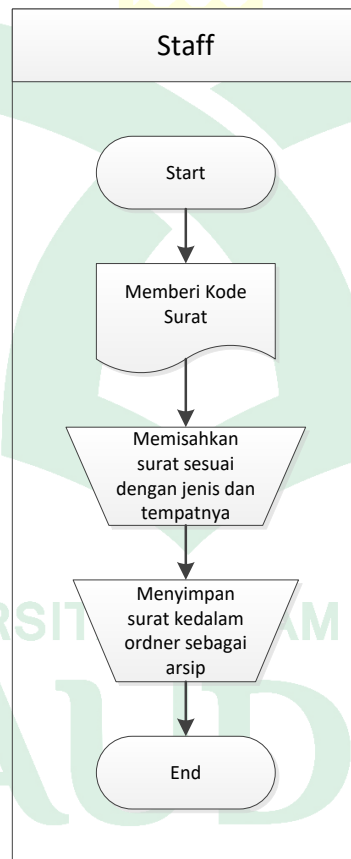 Staff
Start
Memberi Kode
Surat
Memisahkan
surat sesuai
dengan jenis dan
tempatnya
Menyimpan
surat kedalam
ordner sebagai
arsip
End